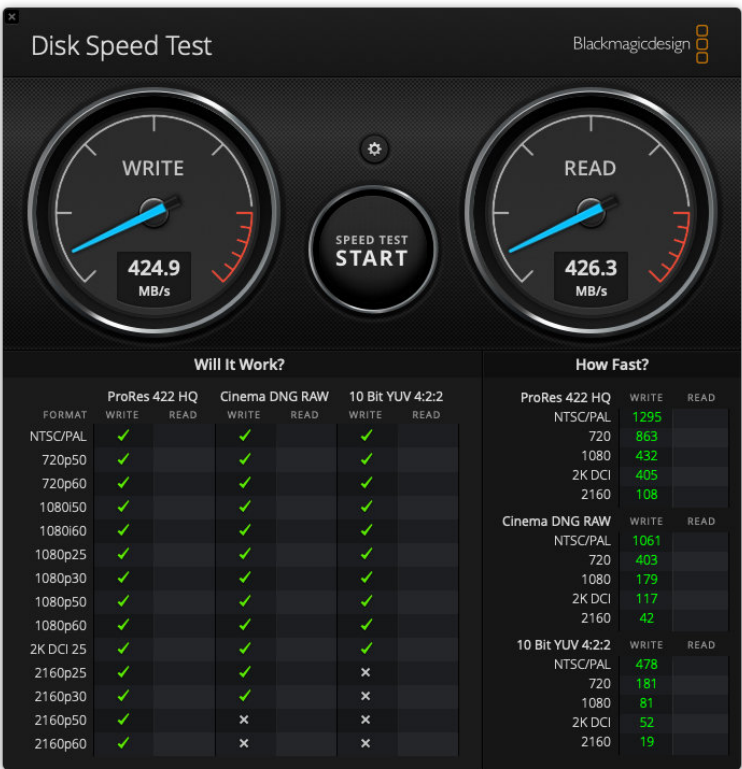 Disk Speed Test
Blackmagicdesign
WRITE
READ
SPEED TEST
START
424.9
MB/s
426.3
MB/s
Will It Work?
ProRes 422 HQ Cinema DNG RAW 10 Bit YUV 4:2:2
FORMAT WRITE READ WRITE READ WRITE READ
NTSC/PAL ✓ ✓ ✓
720p50 ✓ ✓ ✓
720p60 ✓ ✓ ✓
1080i50 ✓ ✓ ✓
1080i60 ✓ ✓ ✓
1080p25 ✓ ✓ ✓
1080p30 ✓ ✓ ✓
1080p50 ✓ ✓ ✓
1080p60 ✓ ✓ ✓
2K DCI 25 ✓ ✓ ✓
2160p25 ✓ ✓ ×
2160p30 ✓ ✓ ×
2160p50 ✓ × ×
2160p60 ✓ × ×
How Fast?
ProRes 422 HQ WRITE READ
NTSC/PAL 1295
720 863
1080 432
2K DCI 405
2160 108
Cinema DNG RAW WRITE READ
NTSC/PAL 1061
720 403
1080 179
2K DCI 117
2160 42
10 Bit YUV 4:2:2 WRITE READ
NTSC/PAL 478
720 181
1080 81
2K DCI 52
2160 19